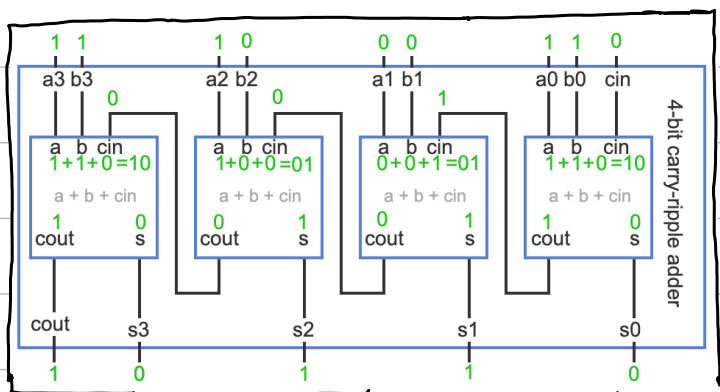 1 1 1 0 0 0 1 1 0
a3 b3 a2 b2 a1 b1 a0 b0 cin
0 0 1
a b cin a b cin a b cin a b cin
1+1+0=10 1+0+0=01 0+0+1=01 1+1+0=10
a + b + cin a + b + cin a + b + cin a + b + cin
1 0 0 1 0 1 1 0
cout s cout s cout s cout s
cout s3 s2 s1 s0
1 0 1 1 0
4-bit carry-ripple adder